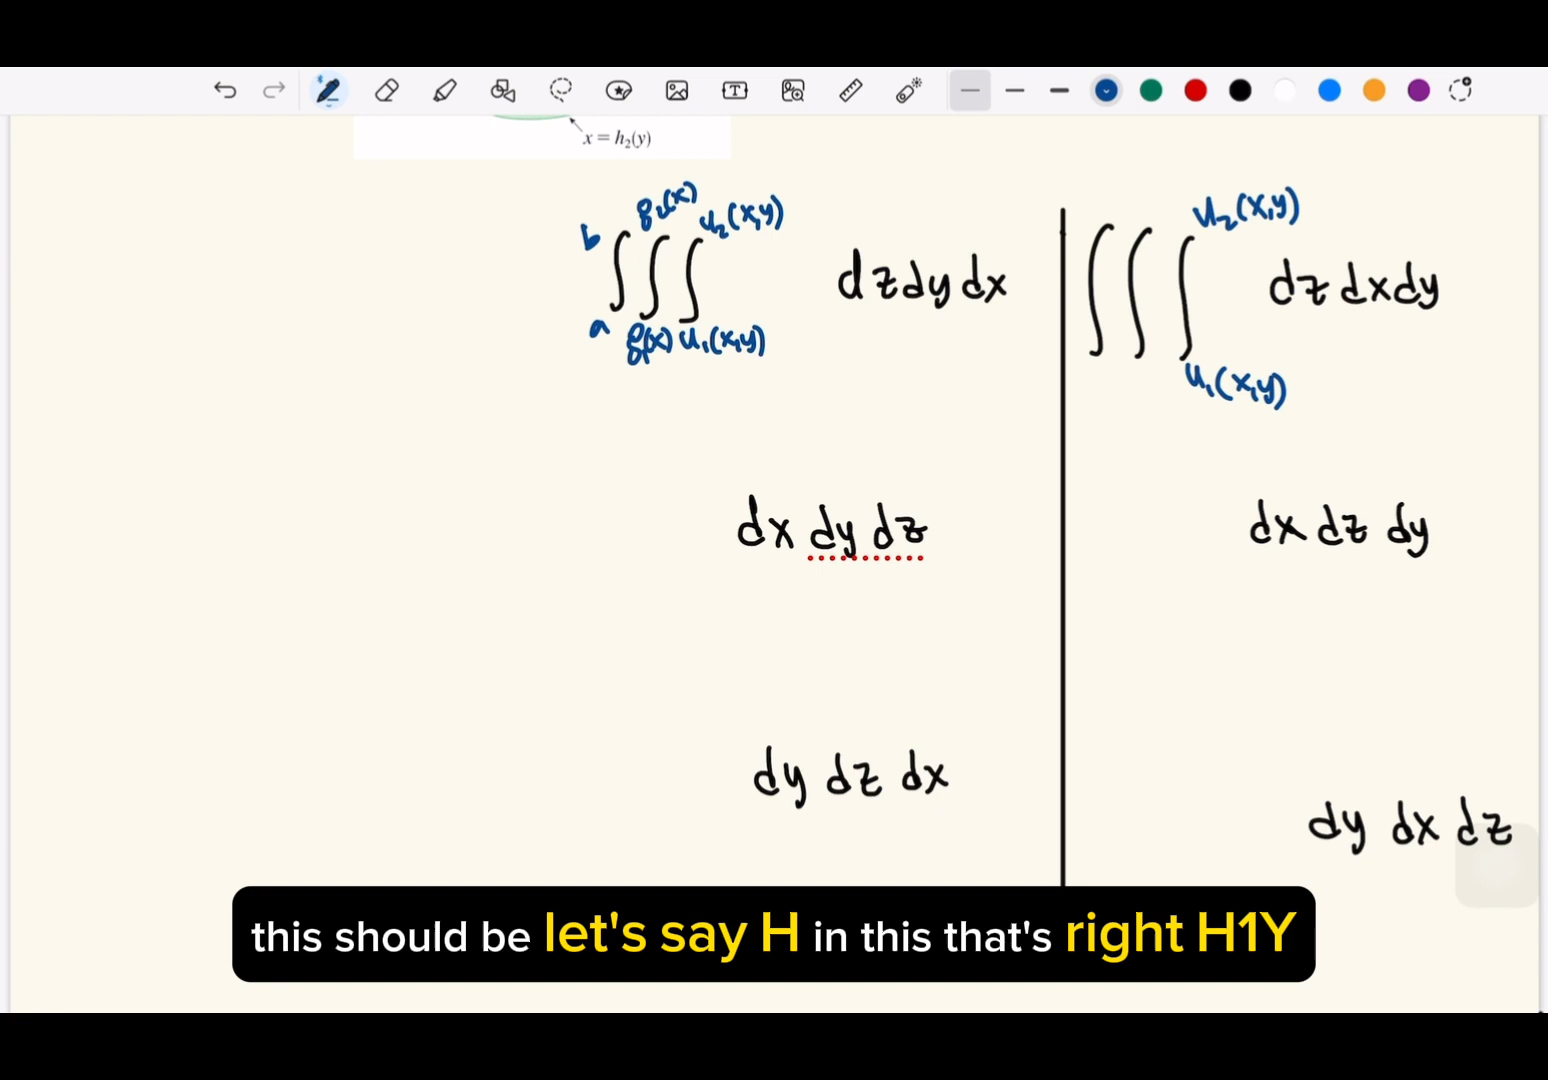 x = h₂(y)
b g₂(x) u₂(x,y)
∫∫∫ dz dy dx
a g₁(x) u₁(x,y)
u₂(x,y)
∫∫∫ dz dx dy
u₁(x,y)
dx dy dz
dx dz dy
dy dz dx
dy dx dz
this should be let's say H in this that's right H1Y